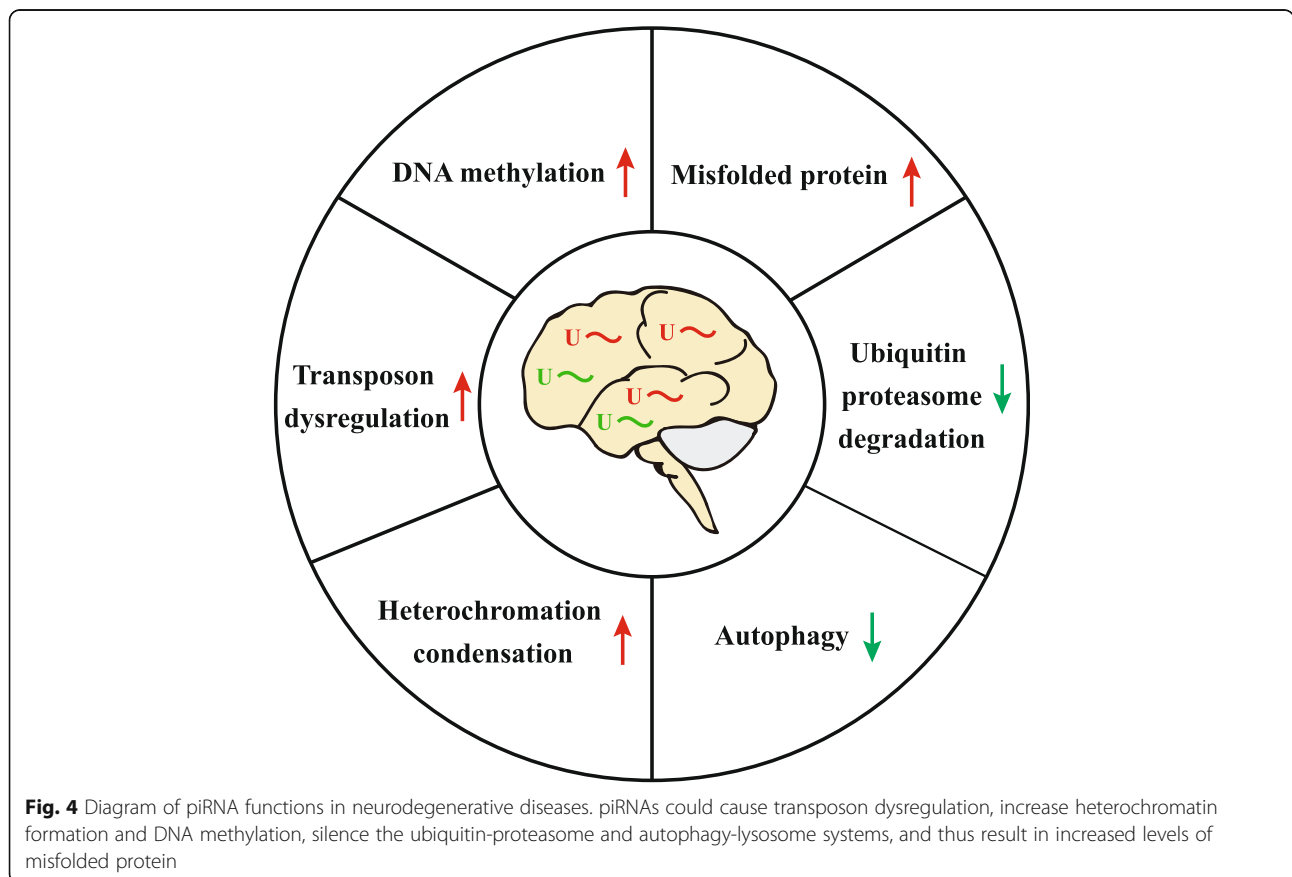 DNA methylation
Misfolded protein
Transposon
dysregulation
Ubiquitin
proteasome
degradation
U
U
U
U
U
Heterochromation
condensation
Autophagy
Fig. 4 Diagram of piRNA functions in neurodegenerative diseases. piRNAs could cause transposon dysregulation, increase heterochromatin
formation and DNA methylation, silence the ubiquitin-proteasome and autophagy-lysosome systems, and thus result in increased levels of
misfolded protein